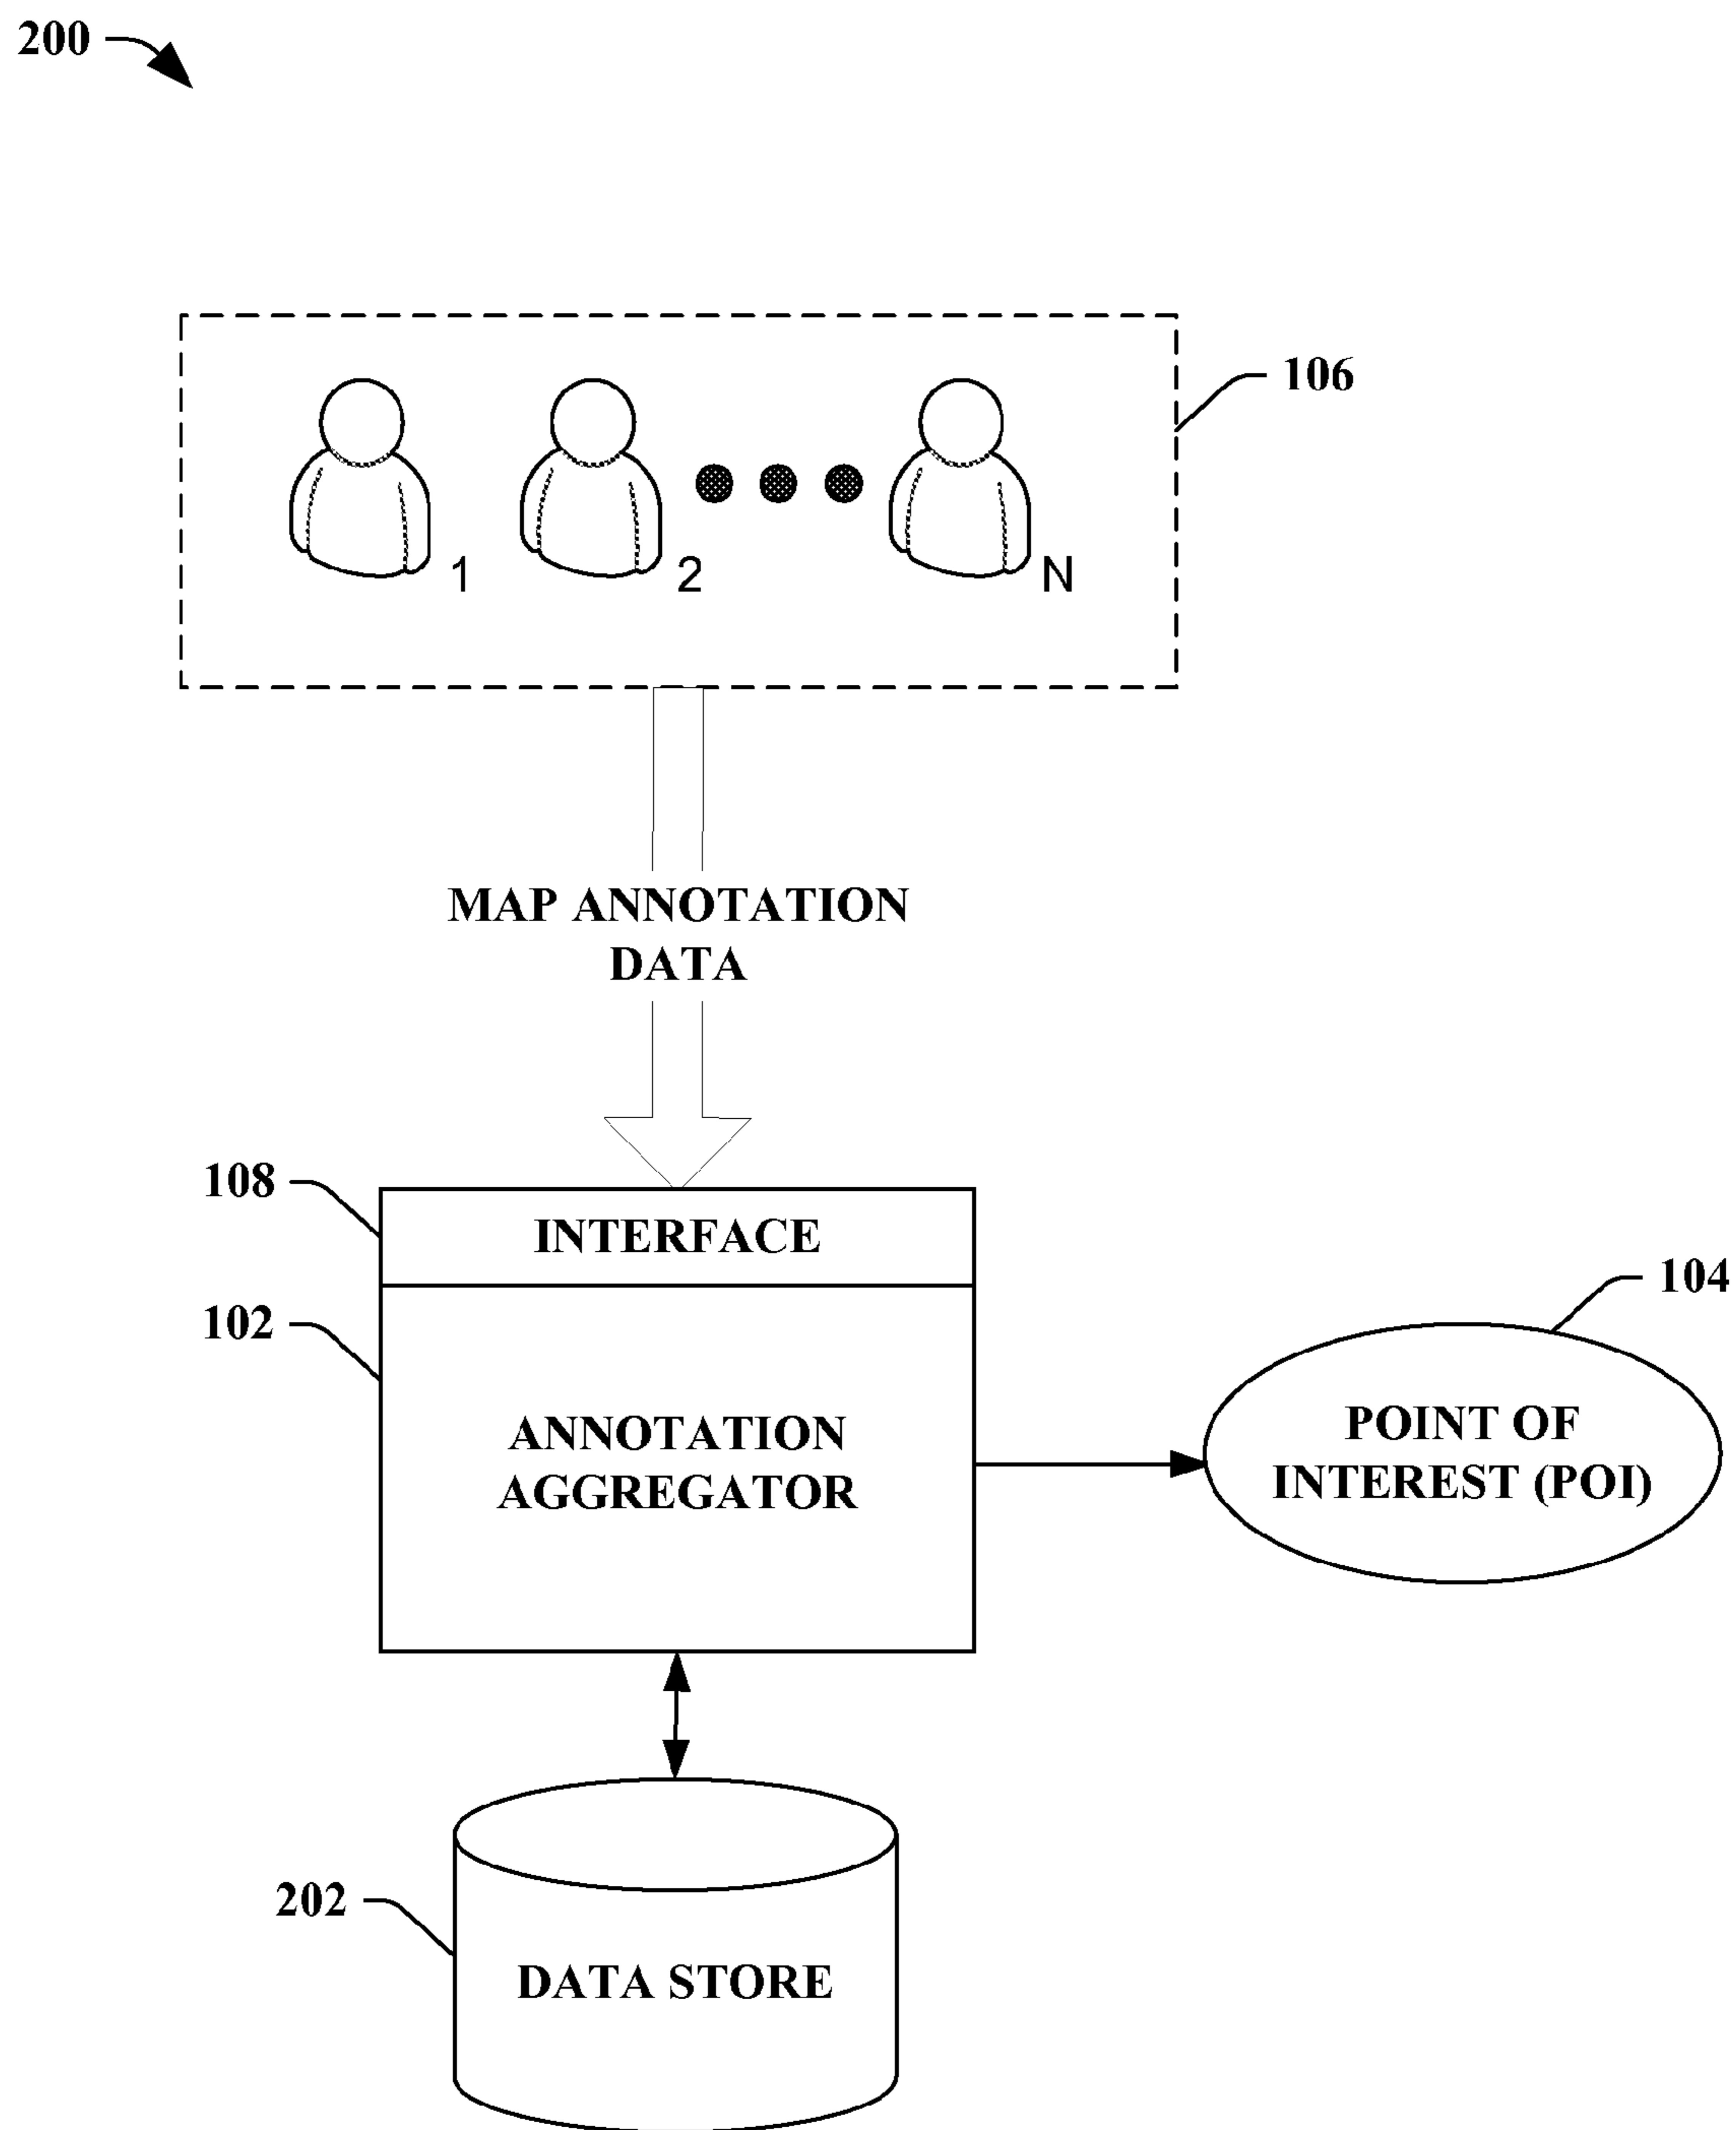 200
106
1
2
N
MAP ANNOTATION
DATA
108
INTERFACE
104
102
POINT OF
INTEREST (POI)
ANNOTATION
AGGREGATOR
202
DATA STORE